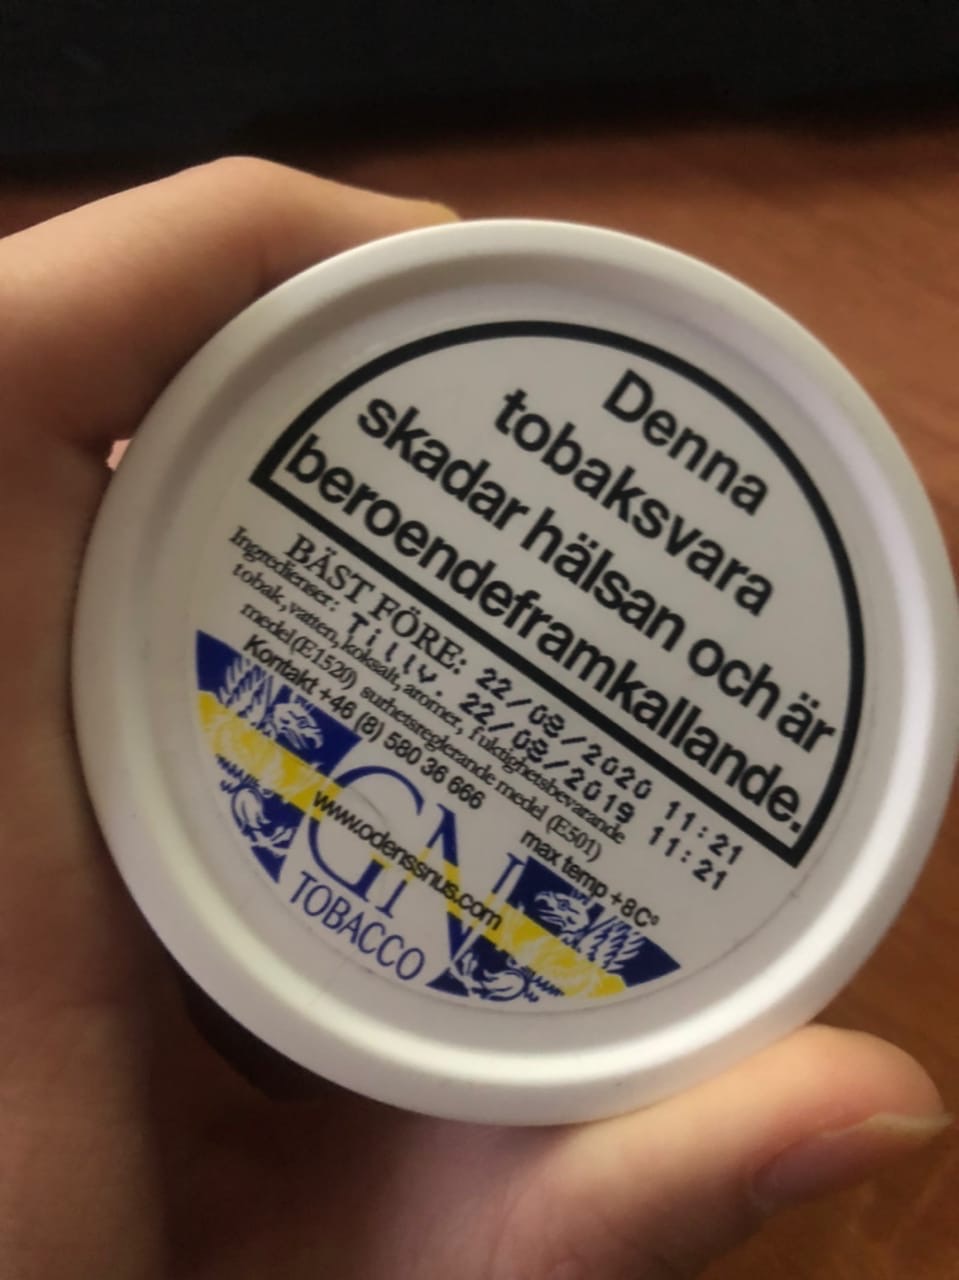 Denna
tobaksvara
skadar hälsan och är
beroendeframkallande.
BÄST FÖRE: 22/08/2020 11:21
Tillv. 22/08/2019 11:21
Ingredienser:
tobak, vatten, koksalt, aromer, fuktighetsbevarande
medel (E1520) surhetsreglerande medel (E501)
Kontakt +46 (8) 580 36 666
max temp +8C°
www.odenssnus.com
GN
TOBACCO